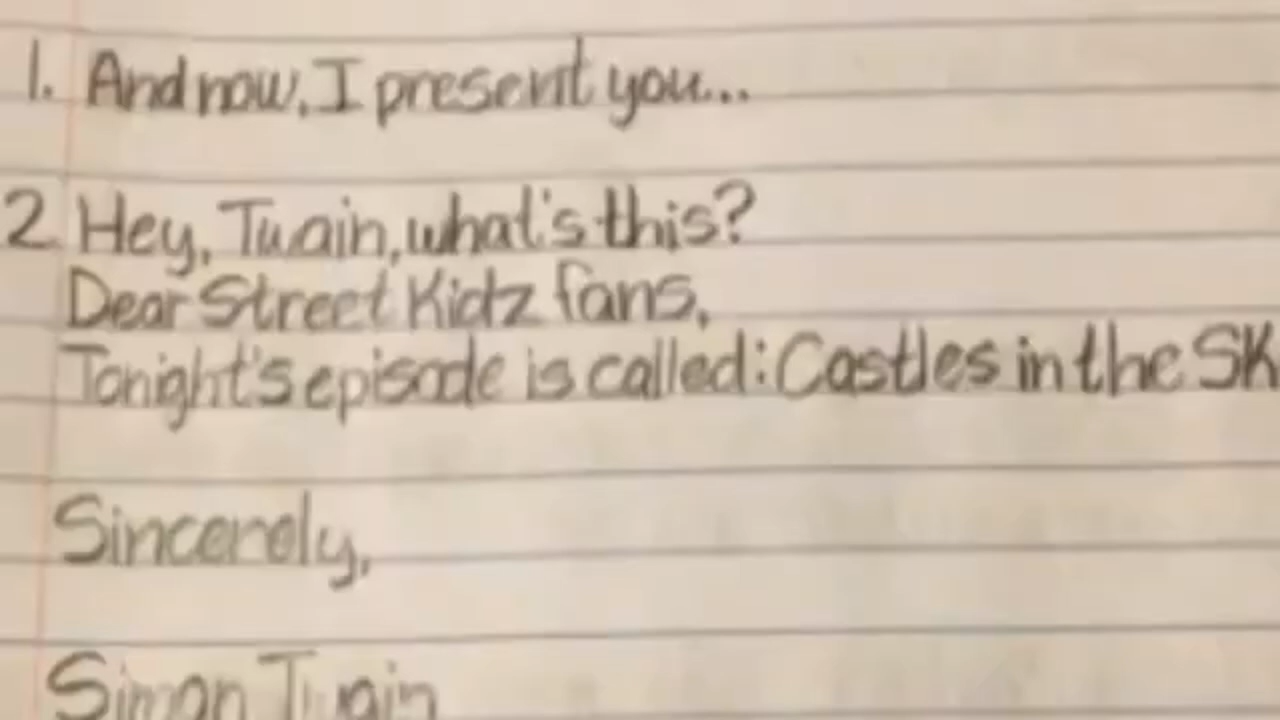 1. And now, I present you...
2. Hey, Twain, what's this?
Dear Street Kidz fans,
Tonight's episode is called: Castles in the SK
Sincerely,
Simon Twain